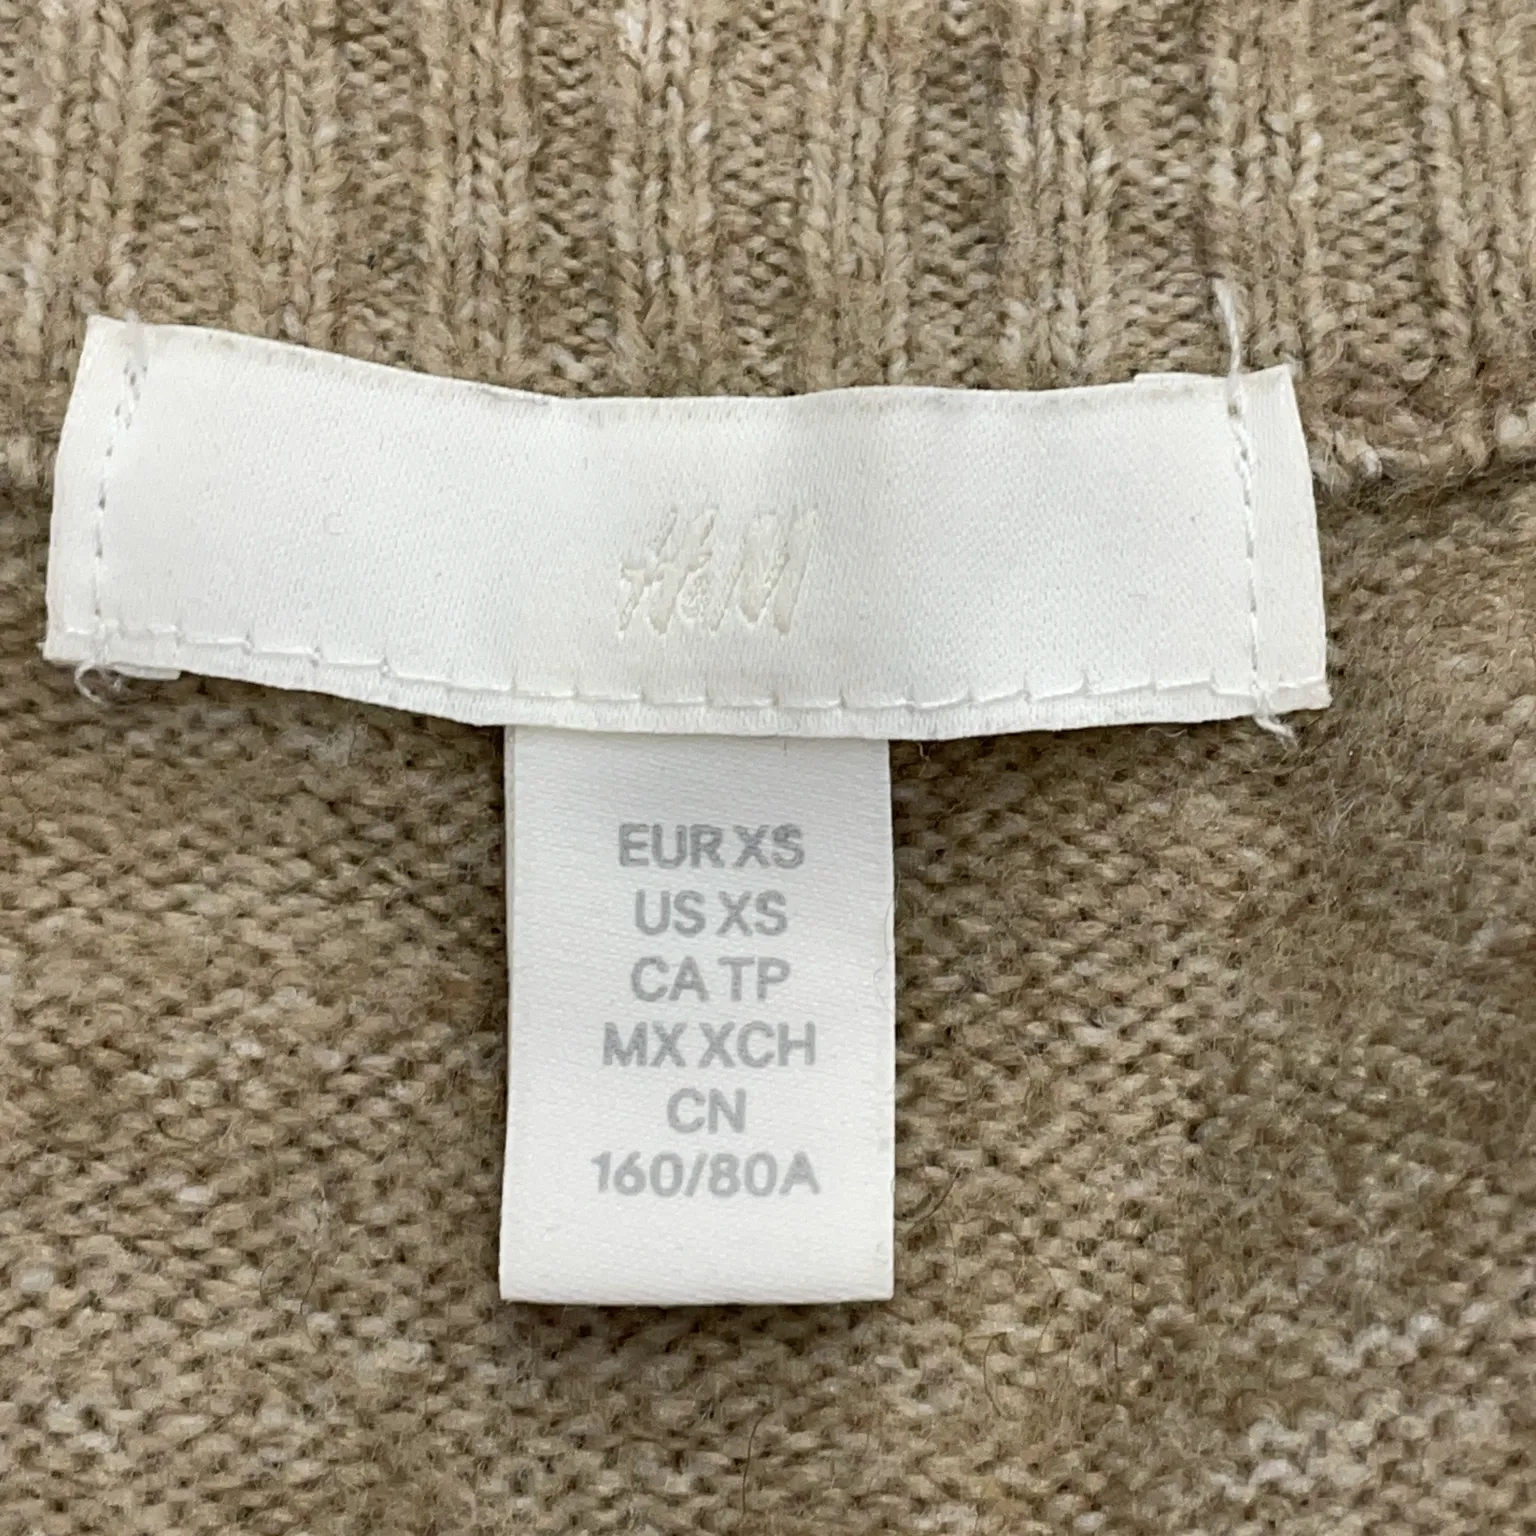 H&M
EUR XS
US XS
CA TP
MX XCH
CN
160/80A